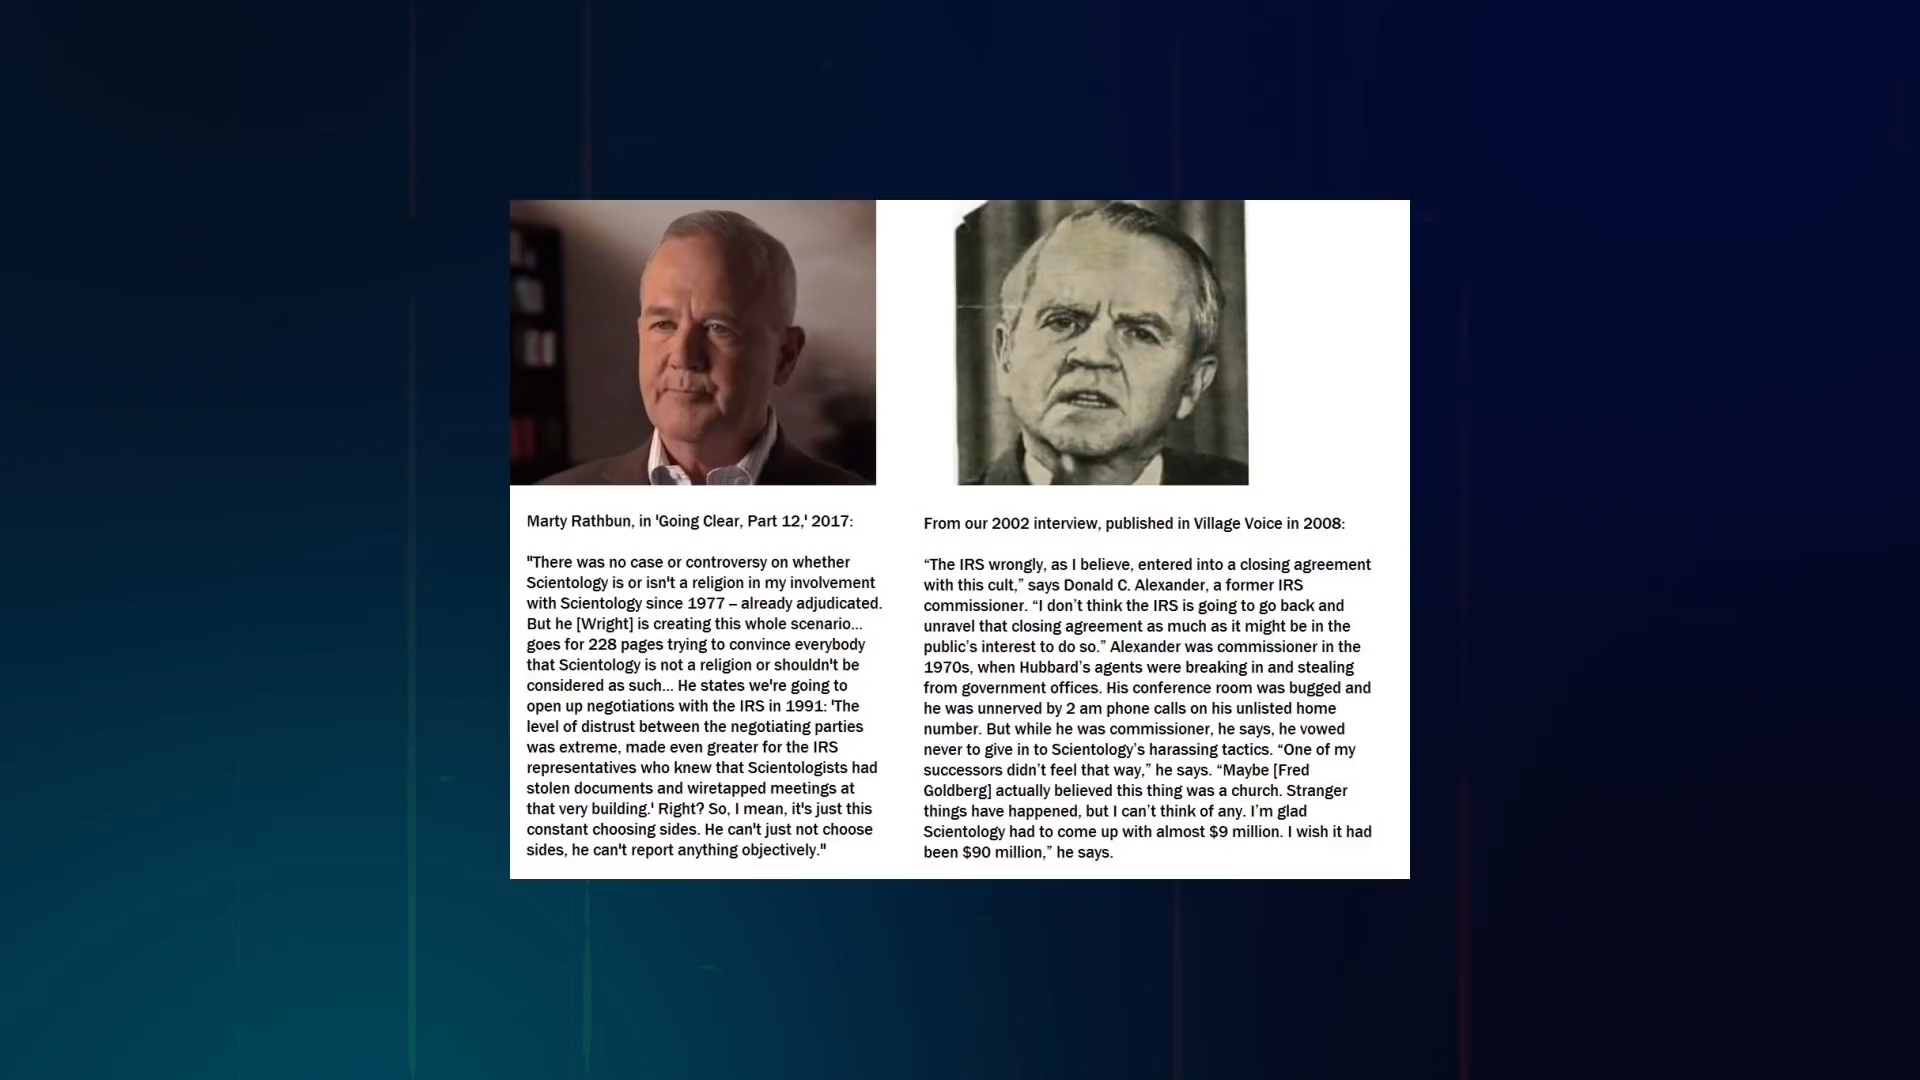 Marty Rathbun, in 'Going Clear, Part 12,' 2017:
"There was no case or controversy on whether
Scientology is or isn't a religion in my involvement
with Scientology since 1977 – already adjudicated.
But he [Wright] is creating this whole scenario...
goes for 228 pages trying to convince everybody
that Scientology is not a religion or shouldn't be
considered as such... He states we're going to
open up negotiations with the IRS in 1991: 'The
level of distrust between the negotiating parties
was extreme, made even greater for the IRS
representatives who knew that Scientologists had
stolen documents and wiretapped meetings at
that very building.' Right? So, I mean, it's just this
constant choosing sides. He can't just not choose
sides, he can't report anything objectively."
From our 2002 interview, published in Village Voice in 2008:
“The IRS wrongly, as I believe, entered into a closing agreement
with this cult,” says Donald C. Alexander, a former IRS
commissioner. “I don’t think the IRS is going to go back and
unravel that closing agreement as much as it might be in the
public’s interest to do so.” Alexander was commissioner in the
1970s, when Hubbard’s agents were breaking in and stealing
from government offices. His conference room was bugged and
he was unnerved by 2 am phone calls on his unlisted home
number. But while he was commissioner, he says, he vowed
never to give in to Scientology’s harassing tactics. “One of my
successors didn’t feel that way,” he says. “Maybe [Fred
Goldberg] actually believed this thing was a church. Stranger
things have happened, but I can’t think of any. I’m glad
Scientology had to come up with almost $9 million. I wish it had
been $90 million,” he says.